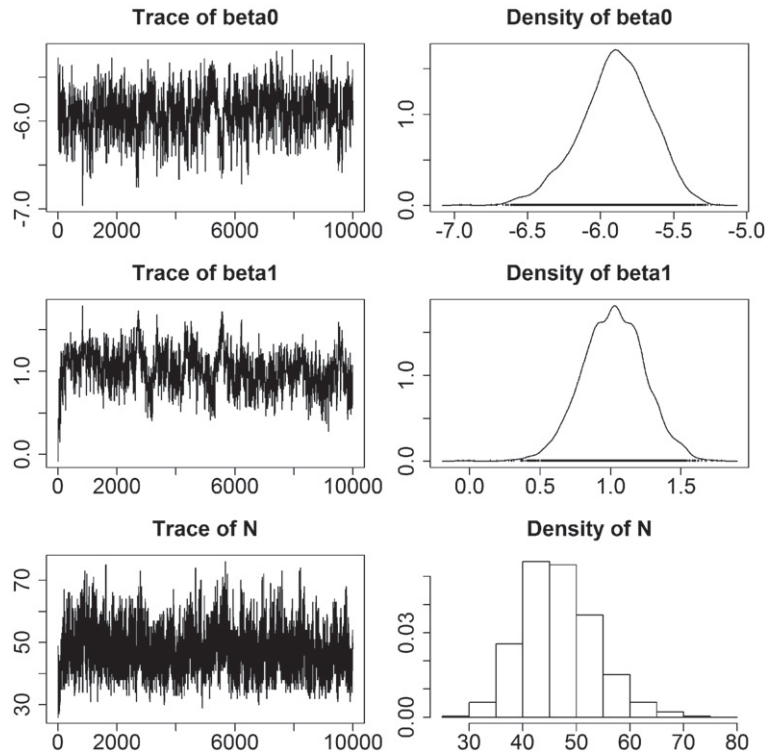 Trace of beta0
Density of beta0
-6.0
-7.0
0 2000 6000 10000
1.0
0.0
-7.0 -6.5 -6.0 -5.5 -5.0
Trace of beta1
Density of beta1
1.0
0.0
0 2000 6000 10000
1.0
0.0
0.0 0.5 1.0 1.5
Trace of N
Density of N
70
50
30
0 2000 6000 10000
0.03
0.00
30 40 50 60 70 80